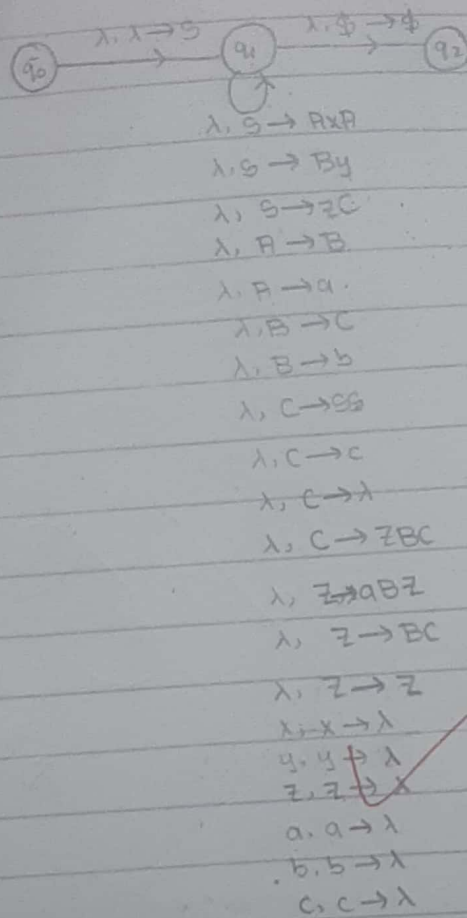 λ, λ → S    λ, $ → $
q0    q1    q2
λ, S → AxA
λ, S → By
λ, S → zC
λ, A → B
λ, A → a.
λ, B → C
λ, B → b
λ, C → SS
λ, C → c
λ, C → λ
λ, C → ZBC
λ, Z → aBZ
λ, Z → BC
λ, Z → Z
x, x → λ
y, y → λ
z, z → λ
a, a → λ
b, b → λ
c, c → λ